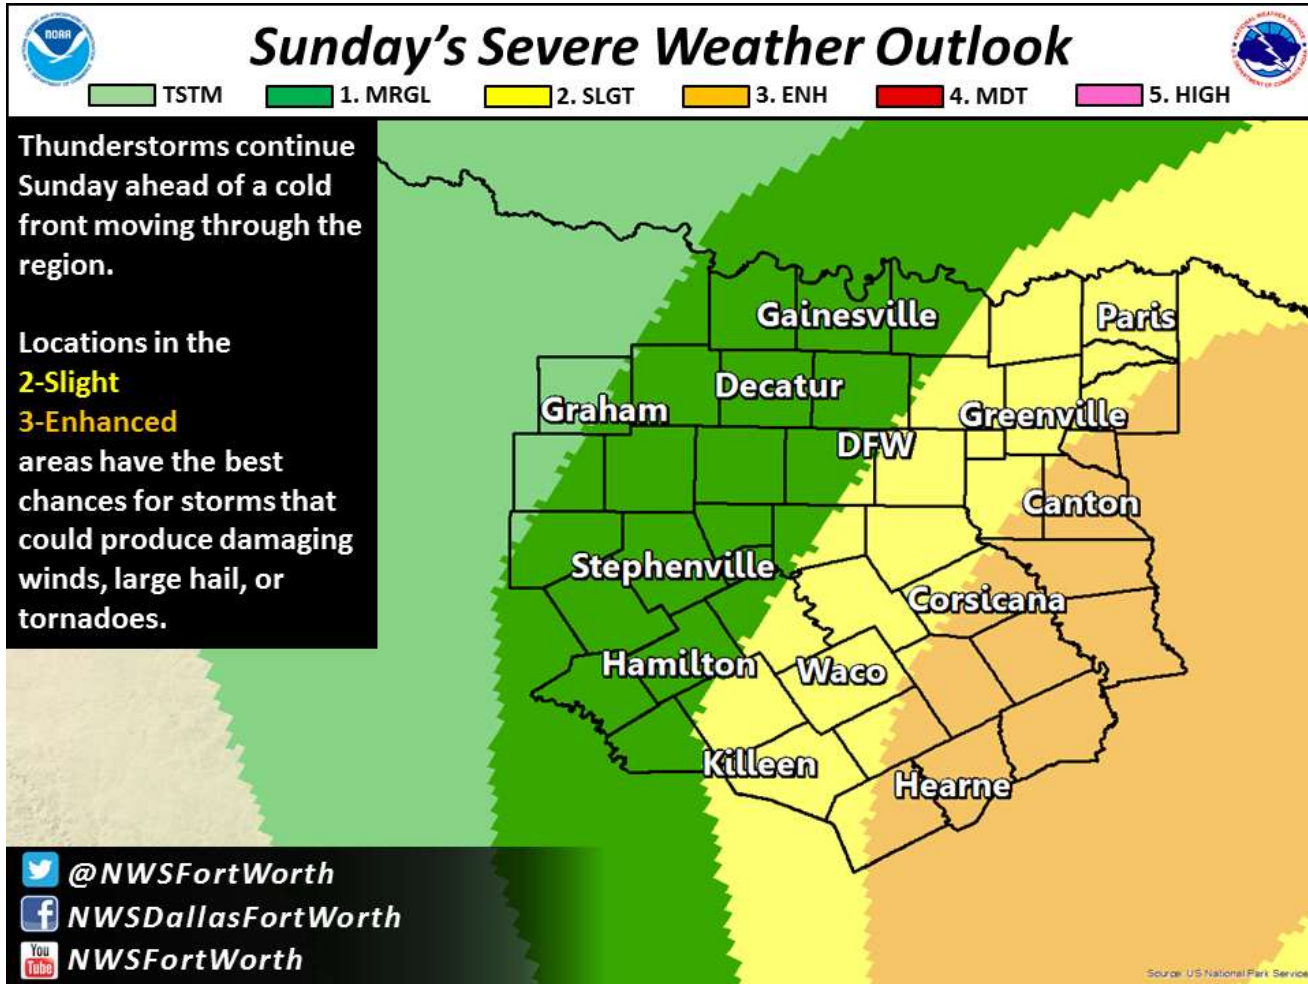 NOAA
Sunday's Severe Weather Outlook
TSTM 1. MRGL 2. SLGT 3. ENH 4. MDT 5. HIGH
Thunderstorms continue
Sunday ahead of a cold
front moving through the
region.
Locations in the
2-Slight
3-Enhanced
areas have the best
chances for storms that
could produce damaging
winds, large hail, or
tornadoes.
Gainesville
Paris
Decatur
Graham
Greenville
DFW
Canton
Stephenville
Corsicana
Hamilton
Waco
Killeen
Hearne
@NWSFortWorth
NWSDallasFortWorth
You
Tube
NWSFortWorth
Source: US National Park Service